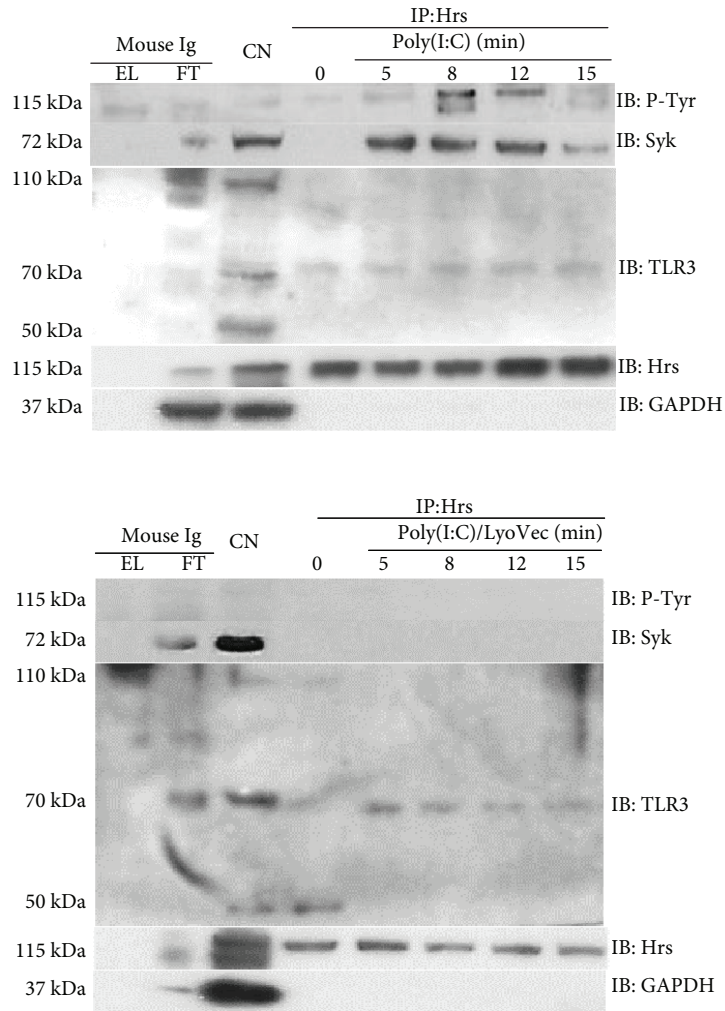 IP:Hrs
Mouse Ig CN Poly(I:C) (min)
EL FT 0 5 8 12 15
115 kDa IB: P-Tyr
72 kDa IB: Syk
110 kDa
70 kDa IB: TLR3
50 kDa
115 kDa IB: Hrs
37 kDa IB: GAPDH
IP:Hrs
Mouse Ig CN Poly(I:C)/LyoVec (min)
EL FT 0 5 8 12 15
115 kDa IB: P-Tyr
72 kDa IB: Syk
110 kDa
70 kDa IB: TLR3
50 kDa
115 kDa IB: Hrs
37 kDa IB: GAPDH